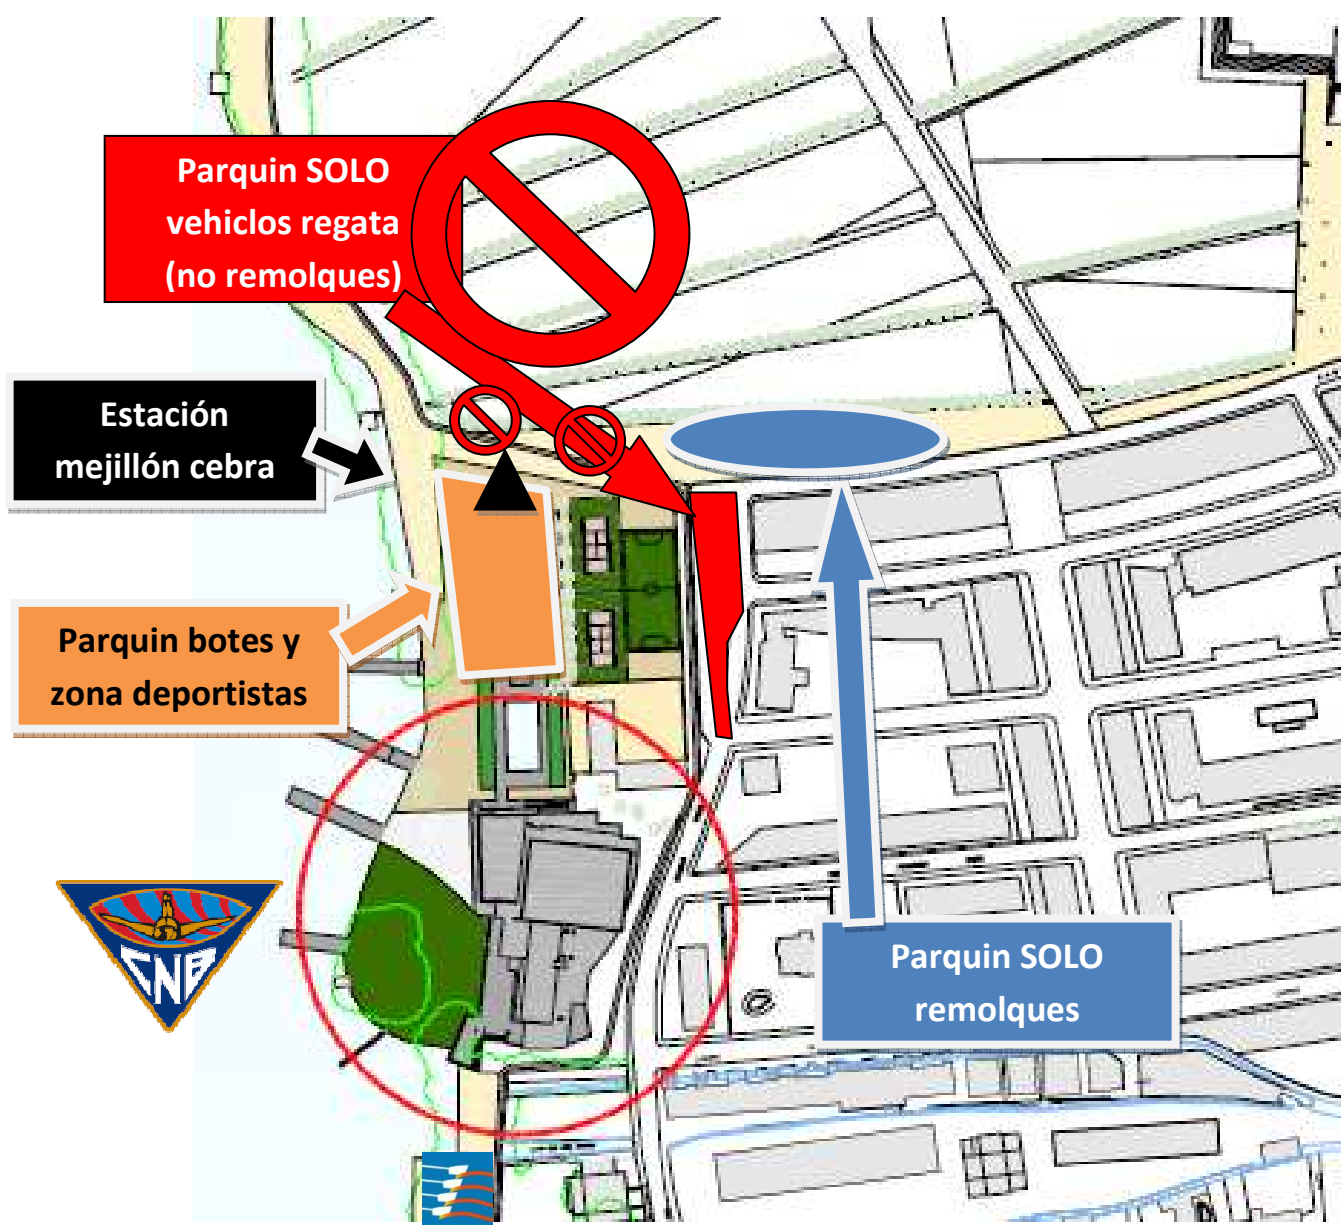 Parquin SOLO
vehiclos regata
(no remolques)
Estación
mejillón cebra
Parquin botes y
zona deportistas
CNB
Parquin SOLO
remolques